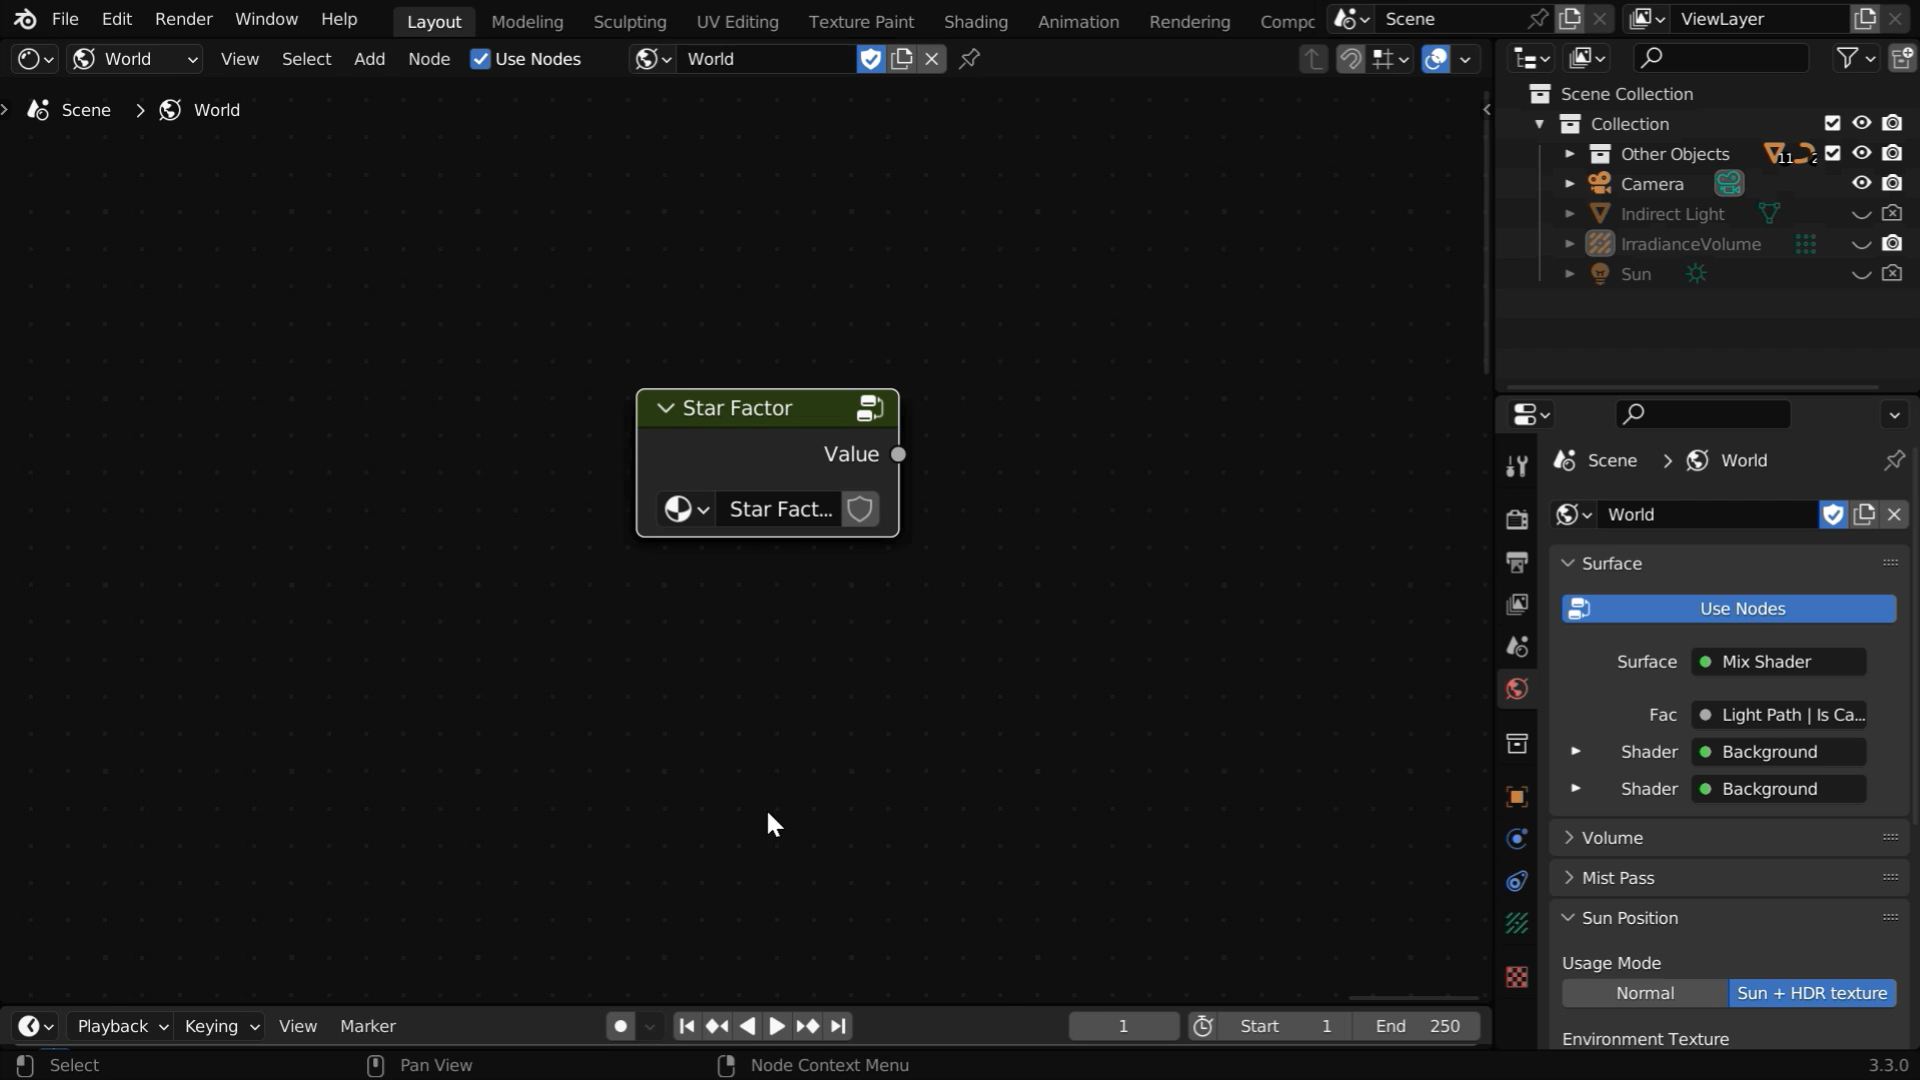 File Edit Render Window Help Layout Modeling Sculpting UV Editing Texture Paint Shading Animation Rendering Compc Scene ViewLayer
World View Select Add Node Use Nodes World
Scene > World
Scene Collection
Collection
Other Objects 11 2
Camera
Indirect Light
IrradianceVolume
Sun
Star Factor
Value
Star Fact...
Scene > World
World
Surface
Use Nodes
Surface Mix Shader
Fac Light Path | Is Ca...
Shader Background
Shader Background
Volume
Mist Pass
Sun Position
Usage Mode
Normal Sun + HDR texture
Environment Texture
Playback Keying View Marker 1 Start 1 End 250
Select Pan View Node Context Menu 3.3.0